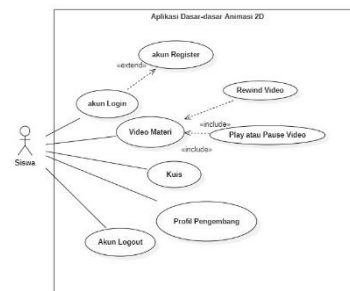 Aplikasi Dasar-dasar Animasi 2D
akun Register
«extend»
akun Login
Rewind Video
Video Materi
«include»
Play atau Pause Video
«include»
Siswa
Kuis
Profil Pengembang
Akun Logout